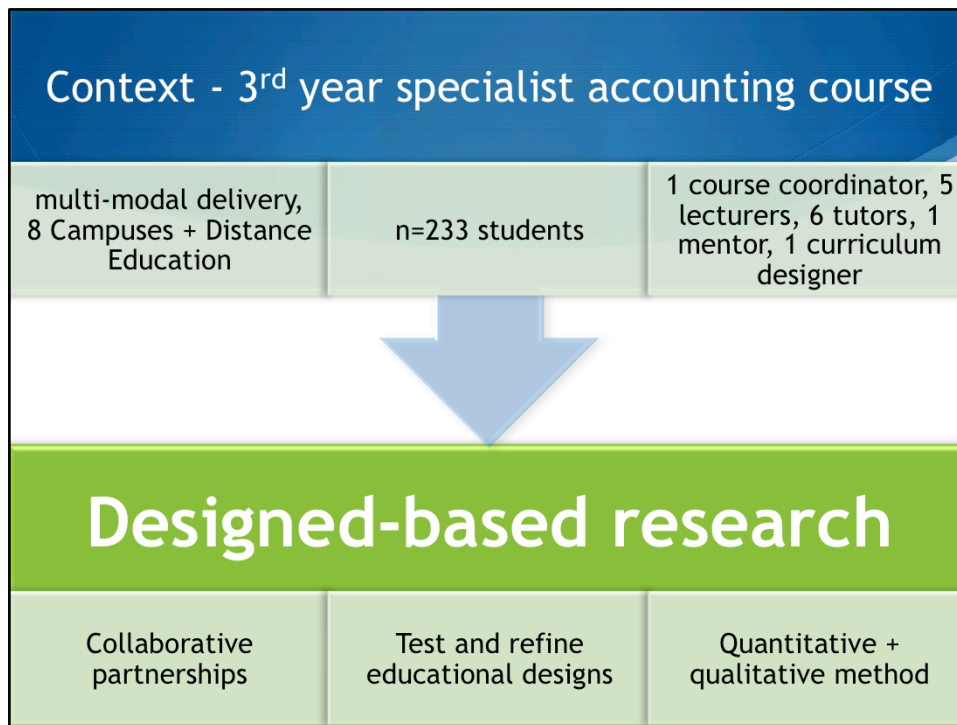 Context - 3rd year specialist accounting course
multi-modal delivery,
8 Campuses + Distance
Education
n=233 students
1 course coordinator, 5
lecturers, 6 tutors, 1
mentor, 1 curriculum
designer
Designed-based research
Collaborative
partnerships
Test and refine
educational designs
Quantitative +
qualitative method